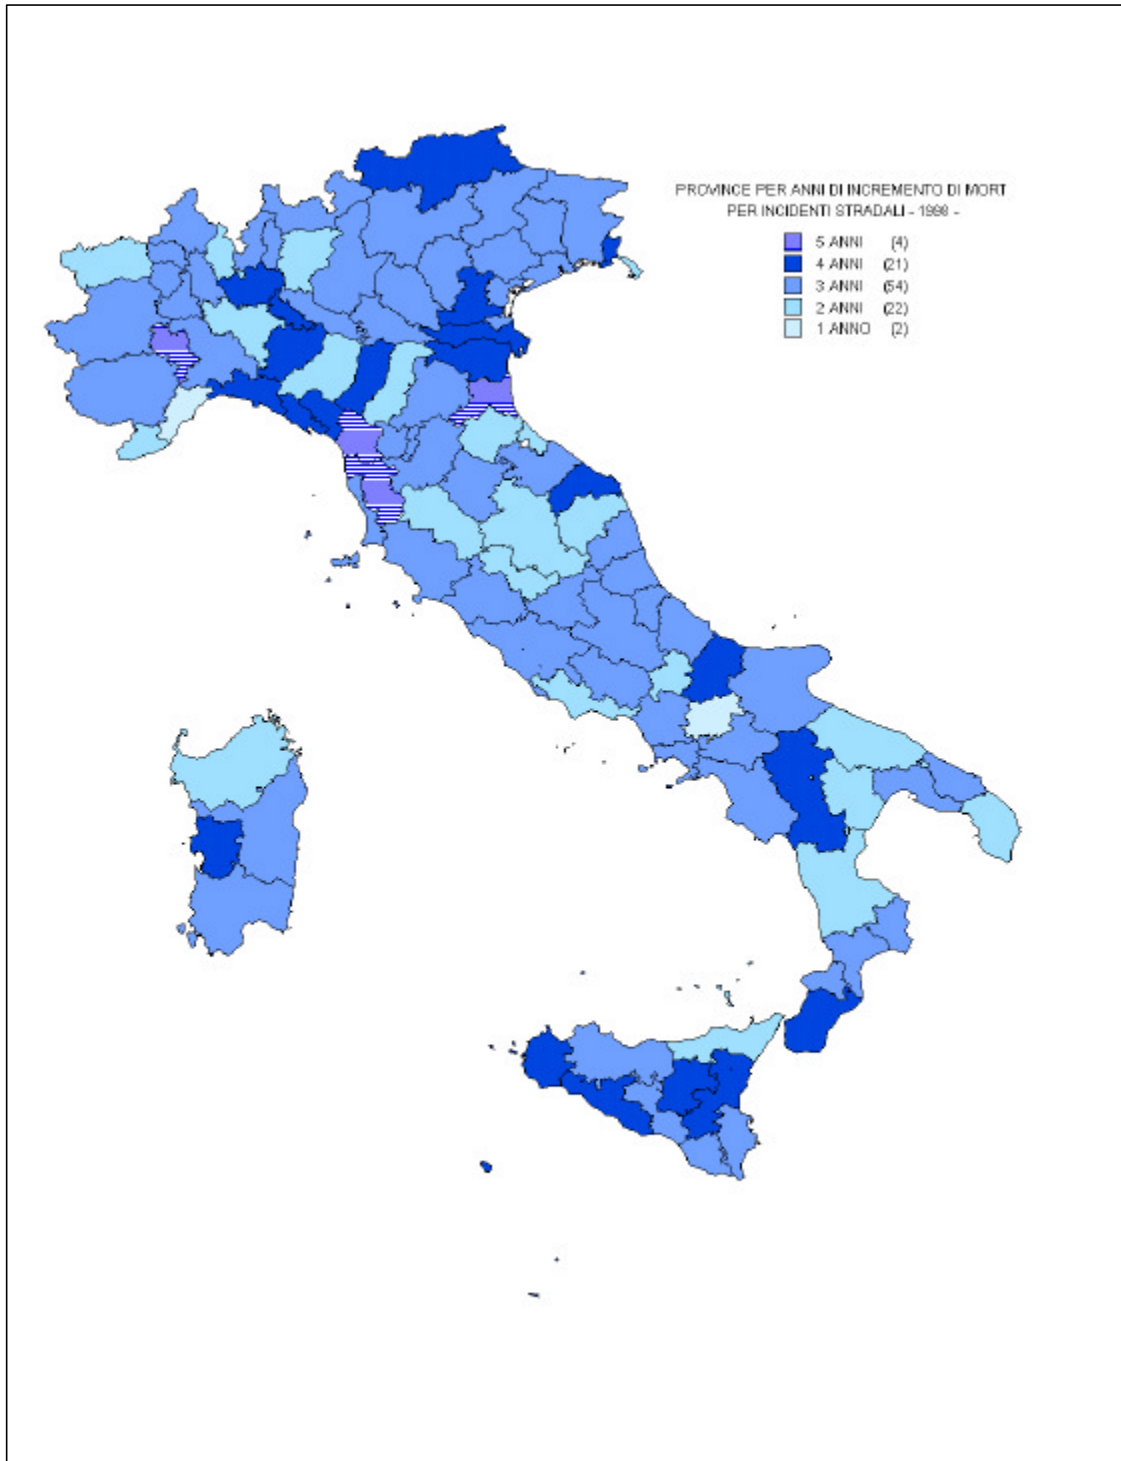 PROVINCE PER ANNI DI INCREMENTO DI MORT
PER INCIDENTI STRADALI - 1998 -
5 ANNI (4)
4 ANNI (21)
3 ANNI (54)
2 ANNI (22)
1 ANNO (2)